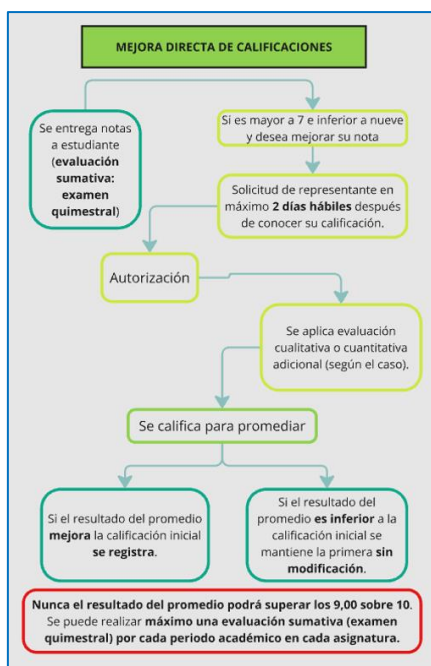 MEJORA DIRECTA DE CALIFICACIONES
Se entrega notas
a estudiante
(evaluación
sumativa:
examen
quimestral)
Si es mayor a 7 e inferior a nueve
y desea mejorar su nota
Solicitud de representante en
máximo 2 días hábiles después
de conocer su calificación.
Autorización
Se aplica evaluación
cualitativa o cuantitativa
adicional (según el caso).
Se califica para promediar
Si el resultado del promedio
mejora la calificación inicial
se registra.
Si el resultado del
promedio es inferior a la
calificación inicial se
mantiene la primera sin
modificación.
Nunca el resultado del promedio podrá superar los 9,00 sobre 10.
Se puede realizar máximo una evaluación sumativa (examen
quimestral) por cada periodo académico en cada asignatura.